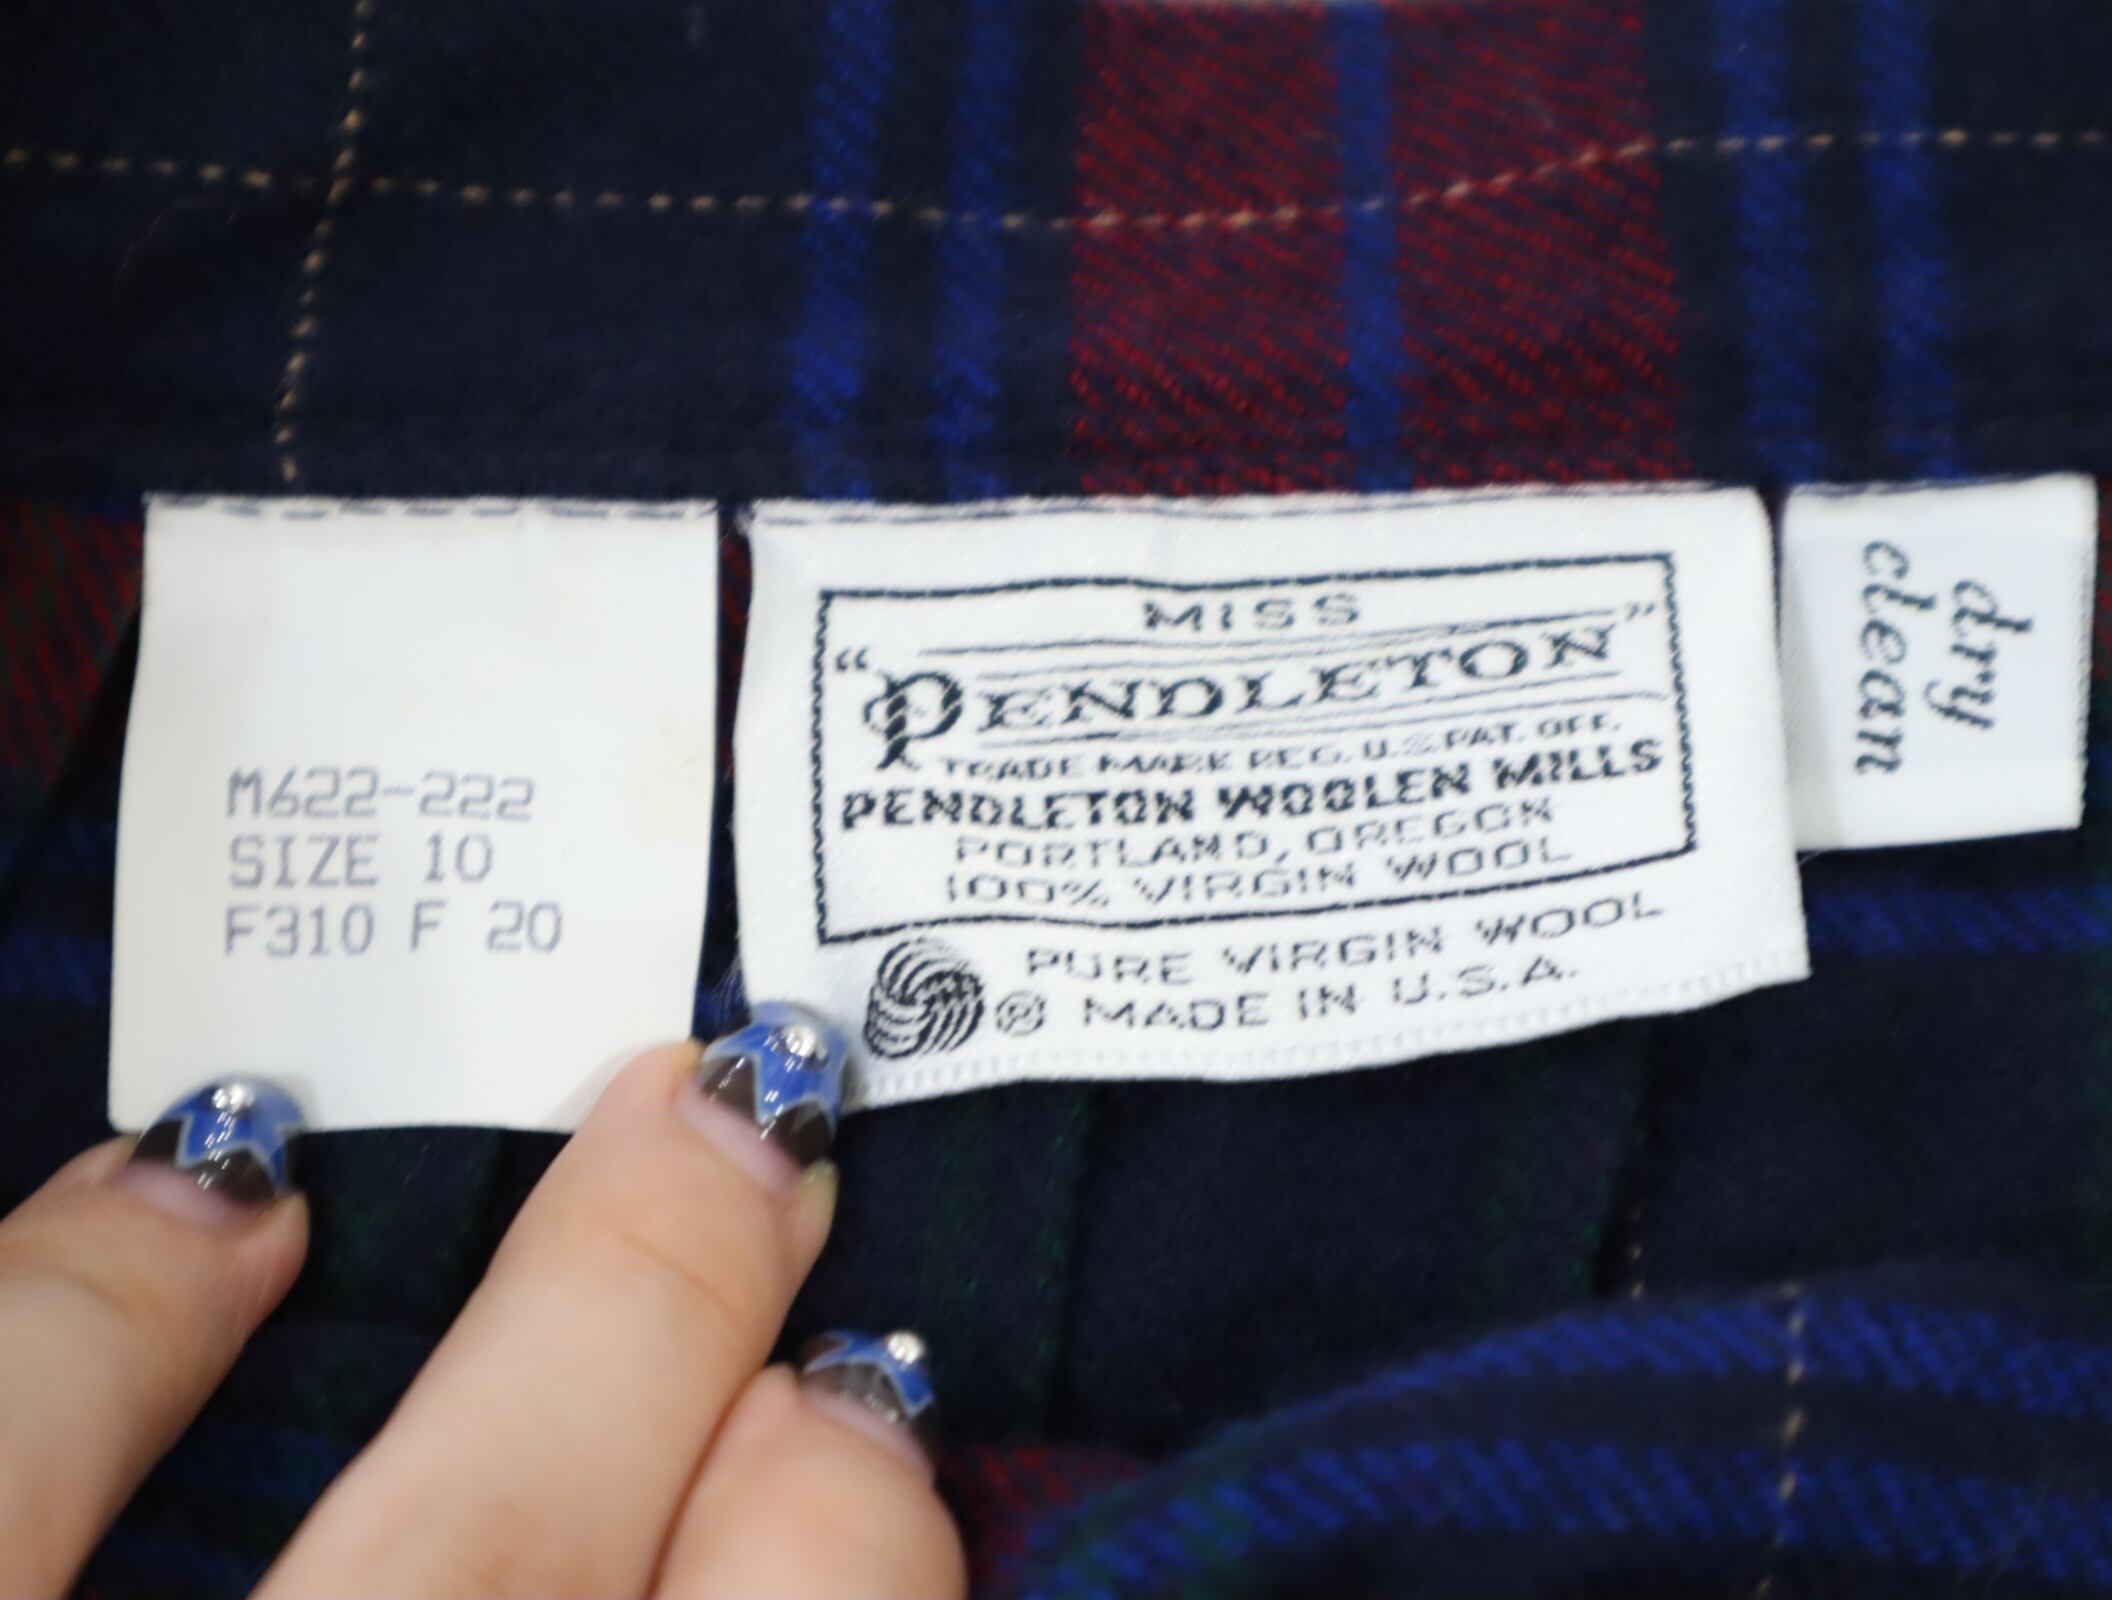 M622-222
SIZE 10
F310 F 20
MISS
"PENDLETON"
TRADE MARK REG. U.S. PAT. OFF.
PENDLETON WOOLEN MILLS
PORTLAND, OREGON
100% VIRGIN WOOL
PURE VIRGIN WOOL
® MADE IN U.S.A.
dry
clean